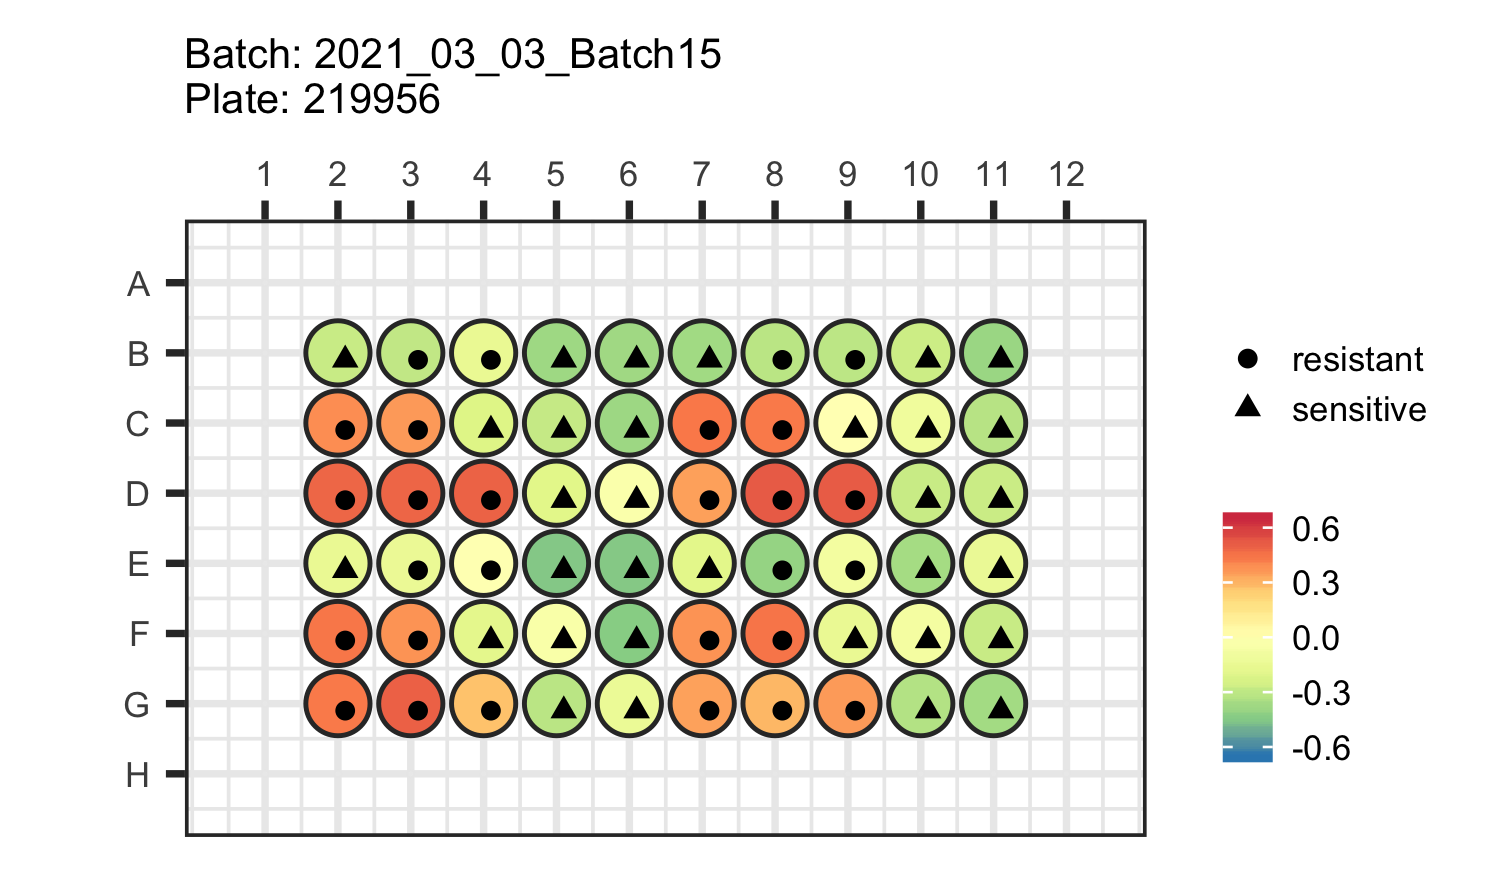 Batch: 2021_03_03_Batch15
Plate: 219956
1 2 3 4 5 6 7 8 9 10 11 12
A
B
C
D
E
F
G
H
resistant
sensitive
0.6
0.3
0.0
-0.3
-0.6